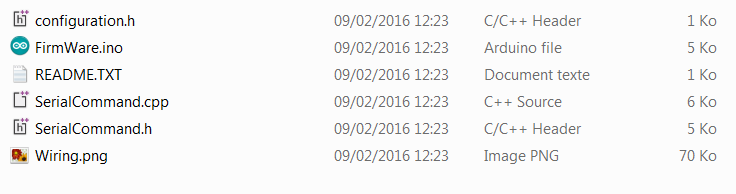 configuration.h 09/02/2016 12:23 C/C++ Header 1 Ko
FirmWare.ino 09/02/2016 12:23 Arduino file 5 Ko
README.TXT 09/02/2016 12:23 Document texte 1 Ko
SerialCommand.cpp 09/02/2016 12:23 C++ Source 6 Ko
SerialCommand.h 09/02/2016 12:23 C/C++ Header 5 Ko
Wiring.png 09/02/2016 12:23 Image PNG 70 Ko